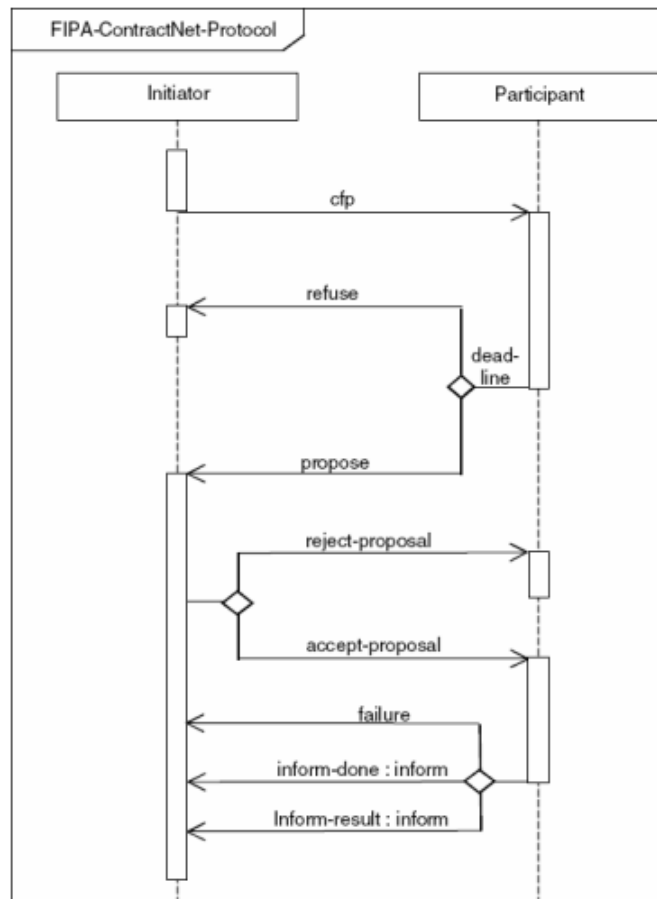 FIPA-ContractNet-Protocol
Initiator
Participant
cfp
refuse
dead-
line
propose
reject-proposal
accept-proposal
failure
inform-done : inform
Inform-result : inform